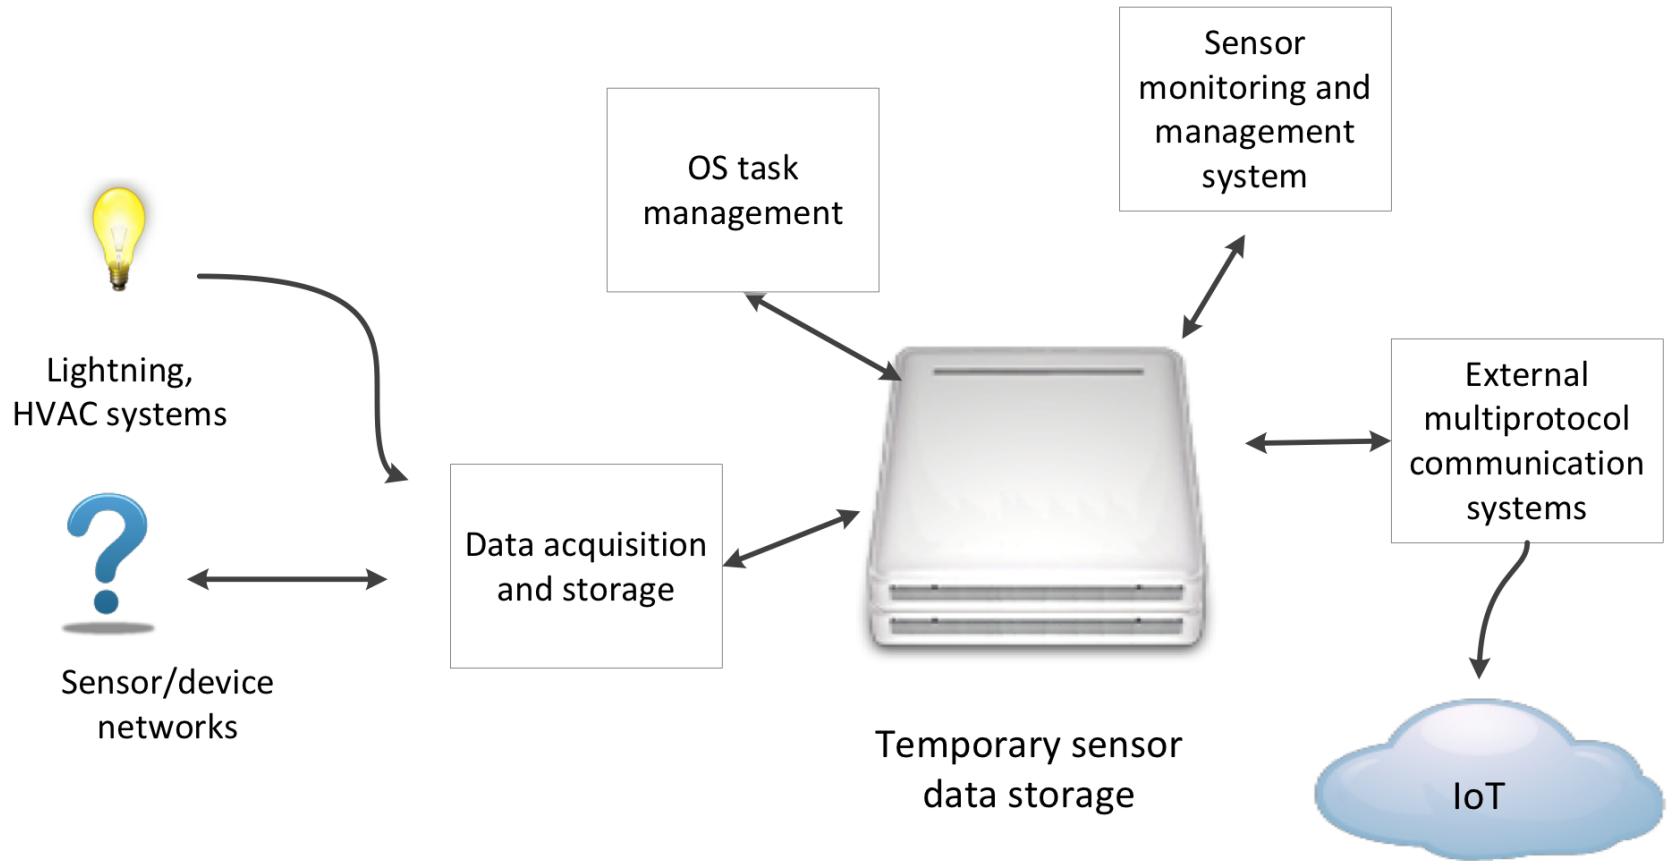 Sensor
monitoring and
management
system
OS task
management
Lightning,
HVAC systems
External
multiprotocol
communication
systems
Data acquisition
and storage
Sensor/device
networks
Temporary sensor
data storage
IoT